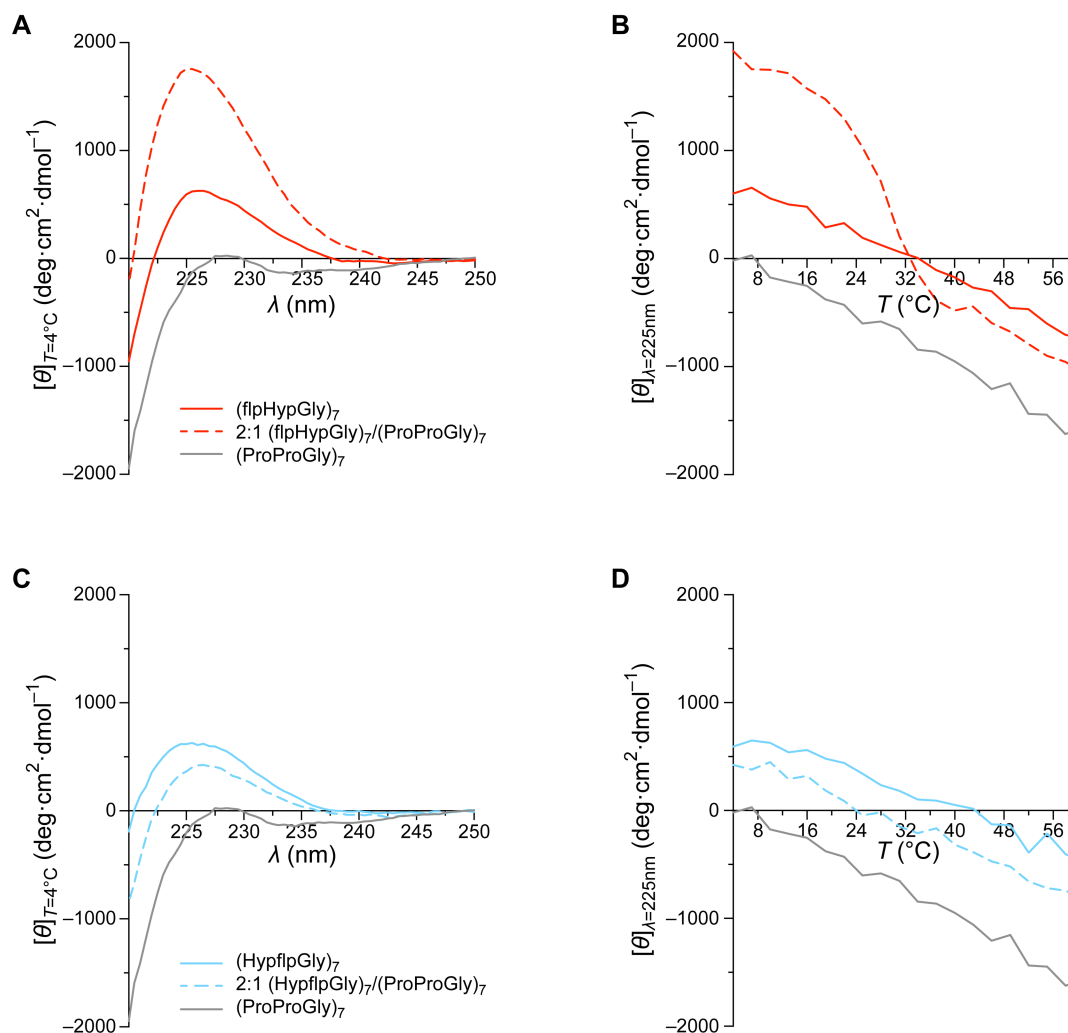 A
2000
1000
0
–1000
–2000
[θ]T=4°C (deg·cm²·dmol⁻¹)
225 230 235 240 245 250
λ (nm)
(flpHypGly)₇
2:1 (flpHypGly)₇/(ProProGly)₇
(ProProGly)₇
B
2000
1000
0
–1000
–2000
[θ]λ=225nm (deg·cm²·dmol⁻¹)
8 16 24 32 40 48 56
T (°C)
C
2000
1000
0
–1000
–2000
[θ]T=4°C (deg·cm²·dmol⁻¹)
225 230 235 240 245 250
λ (nm)
(HypflpGly)₇
2:1 (HypflpGly)₇/(ProProGly)₇
(ProProGly)₇
D
2000
1000
0
–1000
–2000
[θ]λ=225nm (deg·cm²·dmol⁻¹)
8 16 24 32 40 48 56
T (°C)